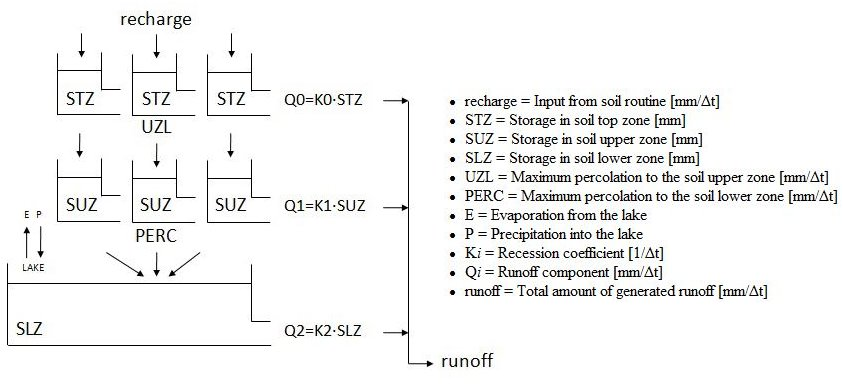 recharge
STZ STZ STZ Q0=K0·STZ
UZL
SUZ SUZ SUZ Q1=K1·SUZ
PERC
E P
LAKE
SLZ Q2=K2·SLZ
runoff
• recharge = Input from soil routine [mm/Δt]
• STZ = Storage in soil top zone [mm]
• SUZ = Storage in soil upper zone [mm]
• SLZ = Storage in soil lower zone [mm]
• UZL = Maximum percolation to the soil upper zone [mm/Δt]
• PERC = Maximum percolation to the soil lower zone [mm/Δt]
• E = Evaporation from the lake
• P = Precipitation into the lake
• Ki = Recession coefficient [1/Δt]
• Qi = Runoff component [mm/Δt]
• runoff = Total amount of generated runoff [mm/Δt]